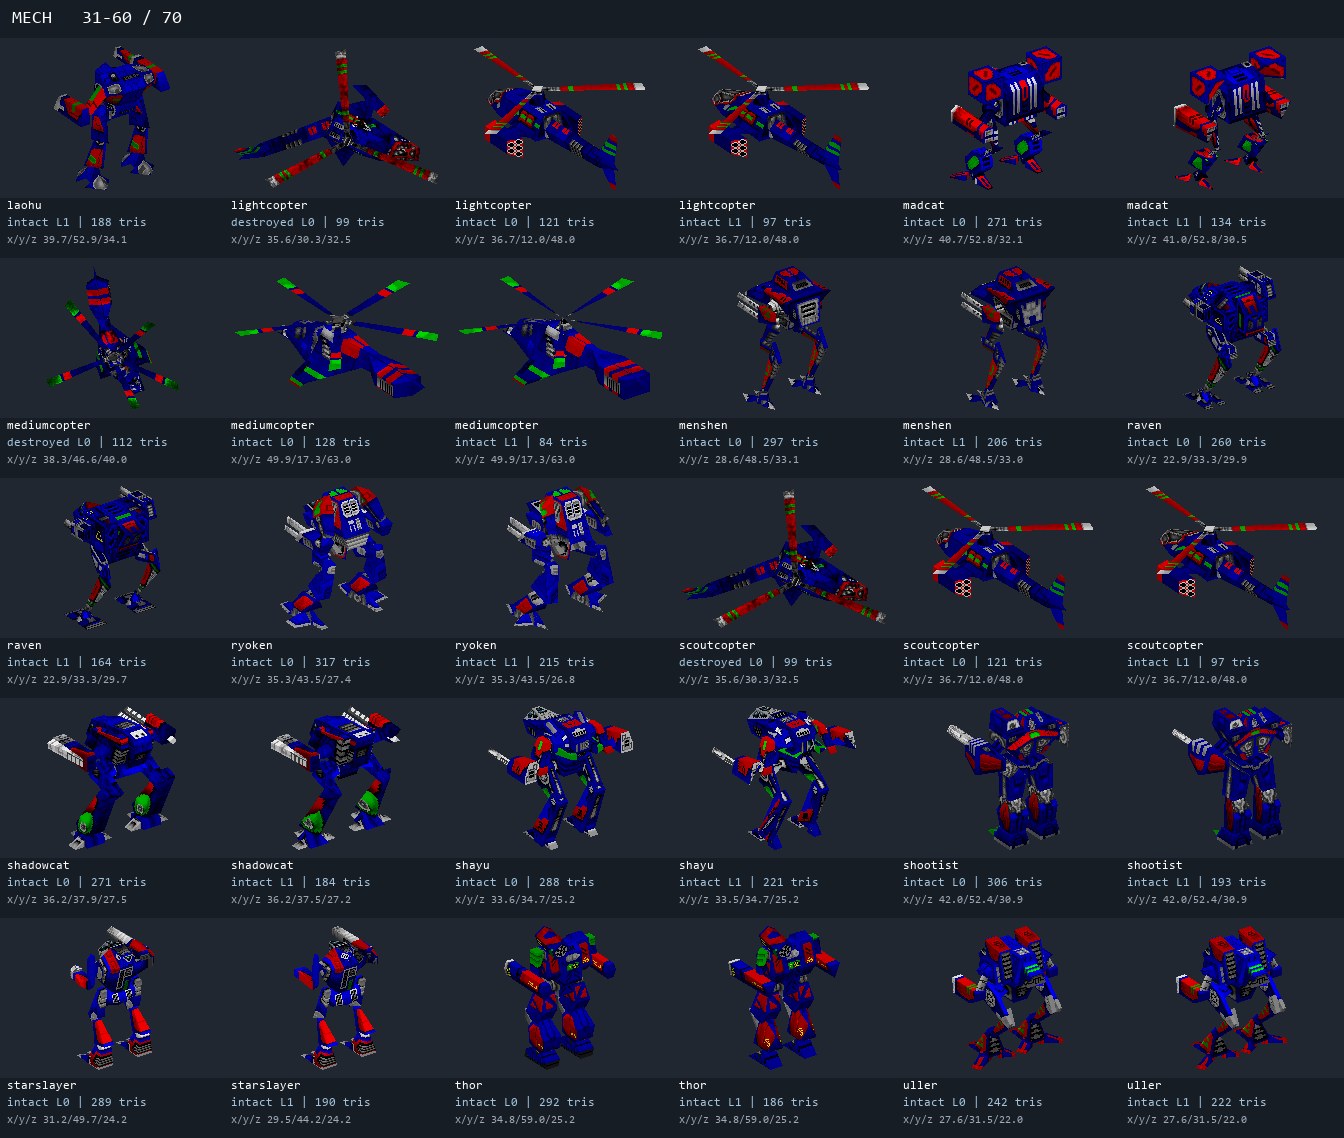 MECH 31-60 / 70
laohu
intact L1 | 188 tris
x/y/z 39.7/52.9/34.1
lightcopter
destroyed L0 | 99 tris
x/y/z 35.6/30.3/32.5
lightcopter
intact L0 | 121 tris
x/y/z 36.7/12.0/48.0
lightcopter
intact L1 | 97 tris
x/y/z 36.7/12.0/48.0
madcat
intact L0 | 271 tris
x/y/z 40.7/52.8/32.1
madcat
intact L1 | 134 tris
x/y/z 41.0/52.8/30.5
mediumcopter
destroyed L0 | 112 tris
x/y/z 38.3/46.6/40.0
mediumcopter
intact L0 | 128 tris
x/y/z 49.9/17.3/63.0
mediumcopter
intact L1 | 84 tris
x/y/z 49.9/17.3/63.0
menshen
intact L0 | 297 tris
x/y/z 28.6/48.5/33.1
menshen
intact L1 | 206 tris
x/y/z 28.6/48.5/33.0
raven
intact L0 | 260 tris
x/y/z 22.9/33.3/29.9
raven
intact L1 | 164 tris
x/y/z 22.9/33.3/29.7
ryoken
intact L0 | 317 tris
x/y/z 35.3/43.5/27.4
ryoken
intact L1 | 215 tris
x/y/z 35.3/43.5/26.8
scoutcopter
destroyed L0 | 99 tris
x/y/z 35.6/30.3/32.5
scoutcopter
intact L0 | 121 tris
x/y/z 36.7/12.0/48.0
scoutcopter
intact L1 | 97 tris
x/y/z 36.7/12.0/48.0
shadowcat
intact L0 | 271 tris
x/y/z 36.2/37.9/27.5
shadowcat
intact L1 | 184 tris
x/y/z 36.2/37.5/27.2
shayu
intact L0 | 288 tris
x/y/z 33.6/34.7/25.2
shayu
intact L1 | 221 tris
x/y/z 33.5/34.7/25.2
shootist
intact L0 | 306 tris
x/y/z 42.0/52.4/30.9
shootist
intact L1 | 193 tris
x/y/z 42.0/52.4/30.9
starslayer
intact L0 | 289 tris
x/y/z 31.2/49.7/24.2
starslayer
intact L1 | 190 tris
x/y/z 29.5/44.2/24.2
thor
intact L0 | 292 tris
x/y/z 34.8/59.0/25.2
thor
intact L1 | 186 tris
x/y/z 34.8/59.0/25.2
uller
intact L0 | 242 tris
x/y/z 27.6/31.5/22.0
uller
intact L1 | 222 tris
x/y/z 27.6/31.5/22.0